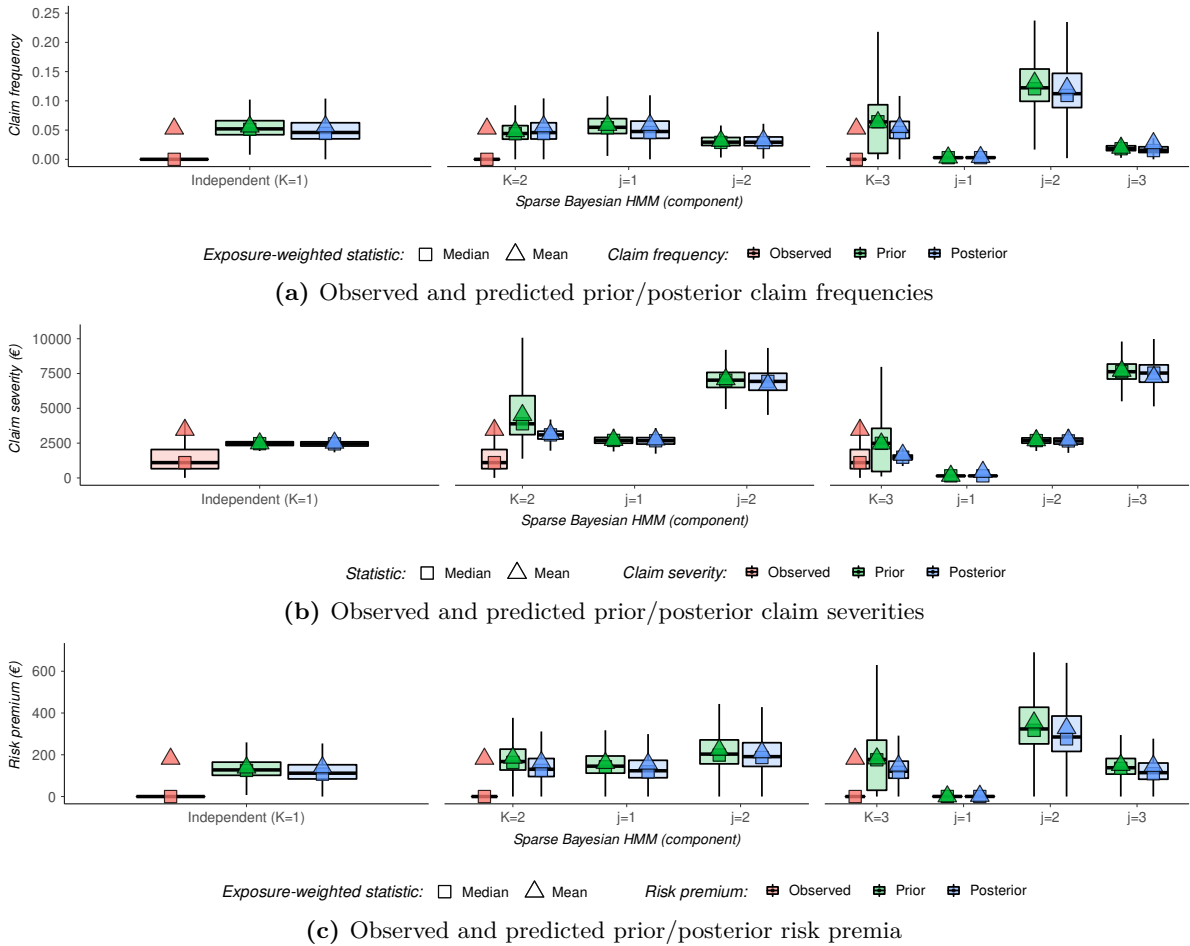 0.25
0.20
0.15
0.10
0.05
0.00
Claim frequency
Independent (K=1) K=2 j=1 j=2 K=3 j=1 j=2 j=3
Sparse Bayesian HMM (component)
Exposure-weighted statistic: Median Mean Claim frequency: Observed Prior Posterior
(a) Observed and predicted prior/posterior claim frequencies
10000
7500
5000
2500
0
Claim severity (€)
Independent (K=1) K=2 j=1 j=2 K=3 j=1 j=2 j=3
Sparse Bayesian HMM (component)
Statistic: Median Mean Claim severity: Observed Prior Posterior
(b) Observed and predicted prior/posterior claim severities
600
400
200
0
Risk premium (€)
Independent (K=1) K=2 j=1 j=2 K=3 j=1 j=2 j=3
Sparse Bayesian HMM (component)
Exposure-weighted statistic: Median Mean Risk premium: Observed Prior Posterior
(c) Observed and predicted prior/posterior risk premia